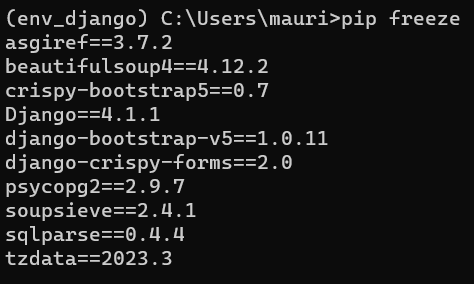 (env_django) C:\Users\mauri>pip freeze
asgiref==3.7.2
beautifulsoup4==4.12.2
crispy-bootstrap5==0.7
Django==4.1.1
django-bootstrap-v5==1.0.11
django-crispy-forms==2.0
psycopg2==2.9.7
soupsieve==2.4.1
sqlparse==0.4.4
tzdata==2023.3